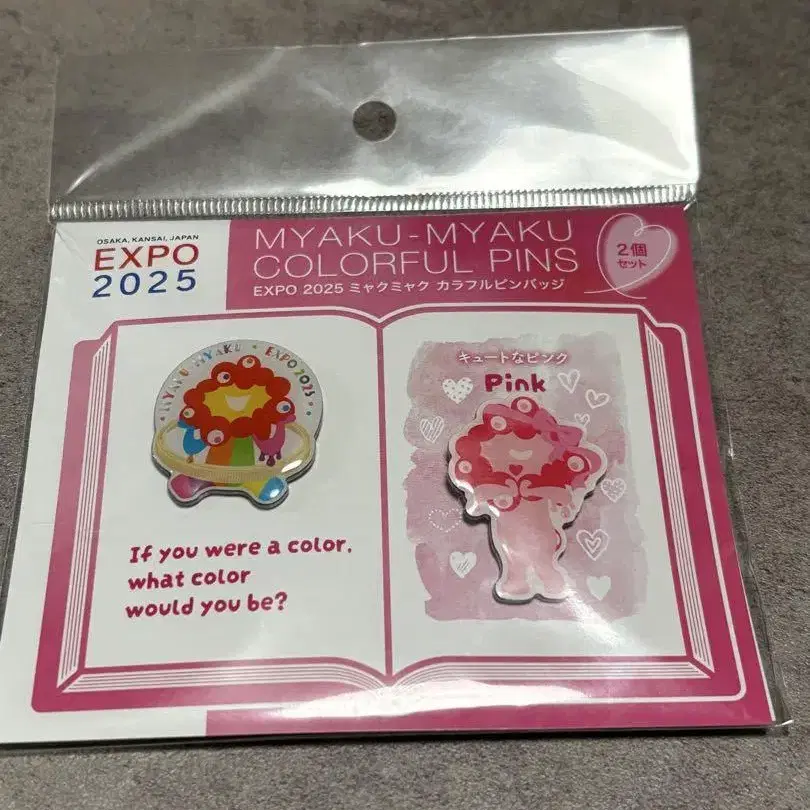 OSAKA, KANSAI, JAPAN
EXPO
2025
MYAKU-MYAKU
COLORFUL PINS
EXPO 2025 ミャクミャク カラフルピンバッジ
2個
セット
MYAKU-MYAKU • EXPO 2025 •
If you were a color,
what color
would you be?
キュートなピンク
Pink